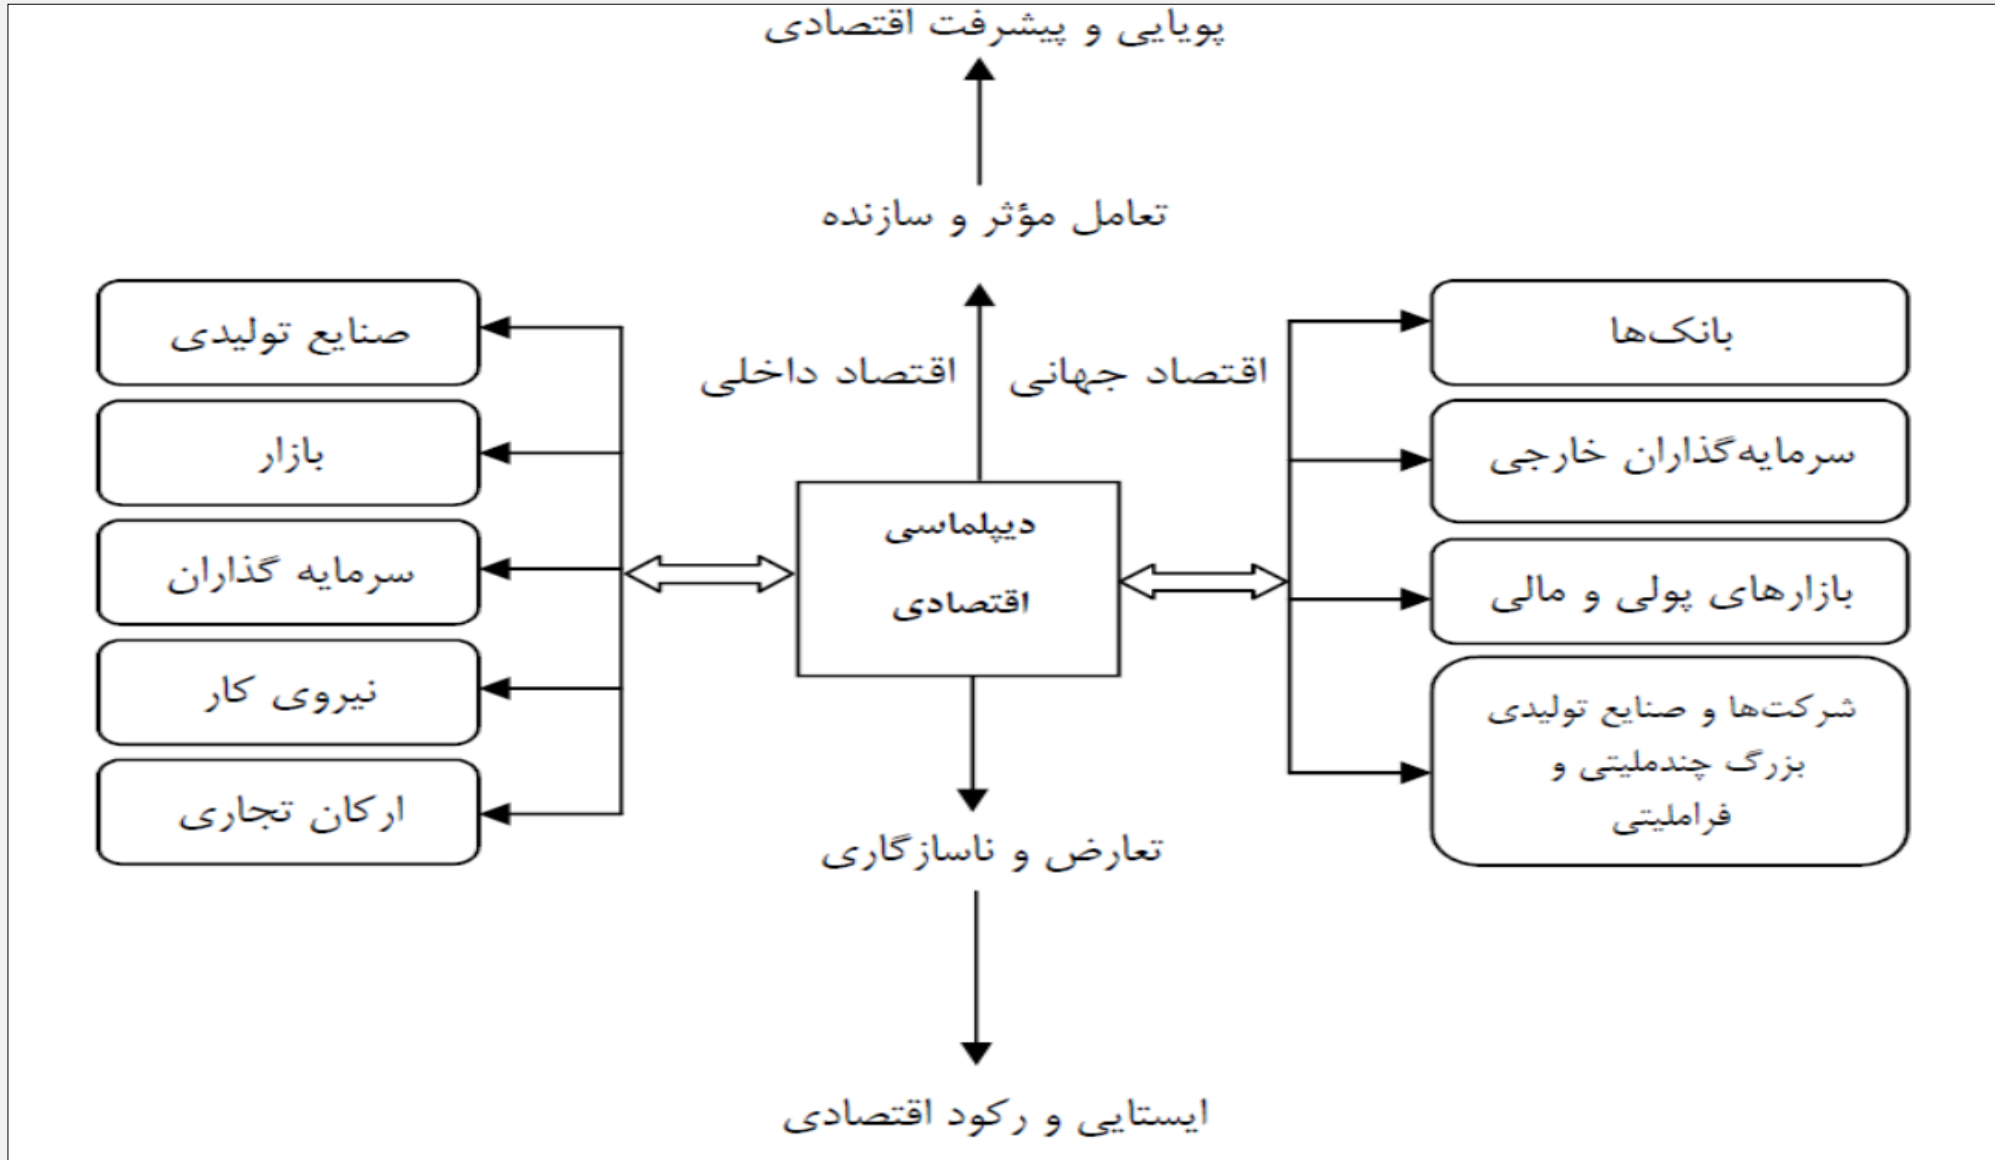 پویایی و پیشرفت اقتصادی
تعامل مؤثر و سازنده
اقتصاد جهانی
اقتصاد داخلی
بانک‌ها
سرمایه‌گذاران خارجی
بازارهای پولی و مالی
شرکت‌ها و صنایع تولیدی
بزرگ چندملیتی و
فراملیتی
دیپلماسی
اقتصادی
صنایع تولیدی
بازار
سرمایه گذاران
نیروی کار
ارکان تجاری
تعارض و ناسازگاری
ایستایی و رکود اقتصادی